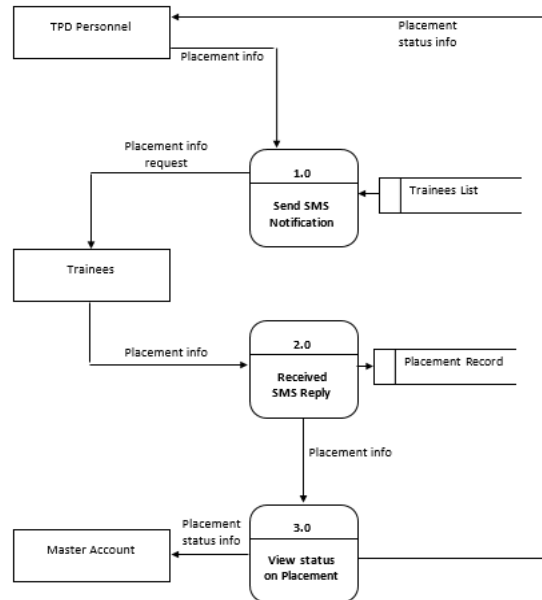 TPD Personnel
Placement
status info
Placement info
Placement info
request
1.0
Send SMS
Notification
Trainees List
Trainees
Placement info
2.0
Received
SMS Reply
Placement Record
Placement info
Placement
status info
3.0
View status
on Placement
Master Account